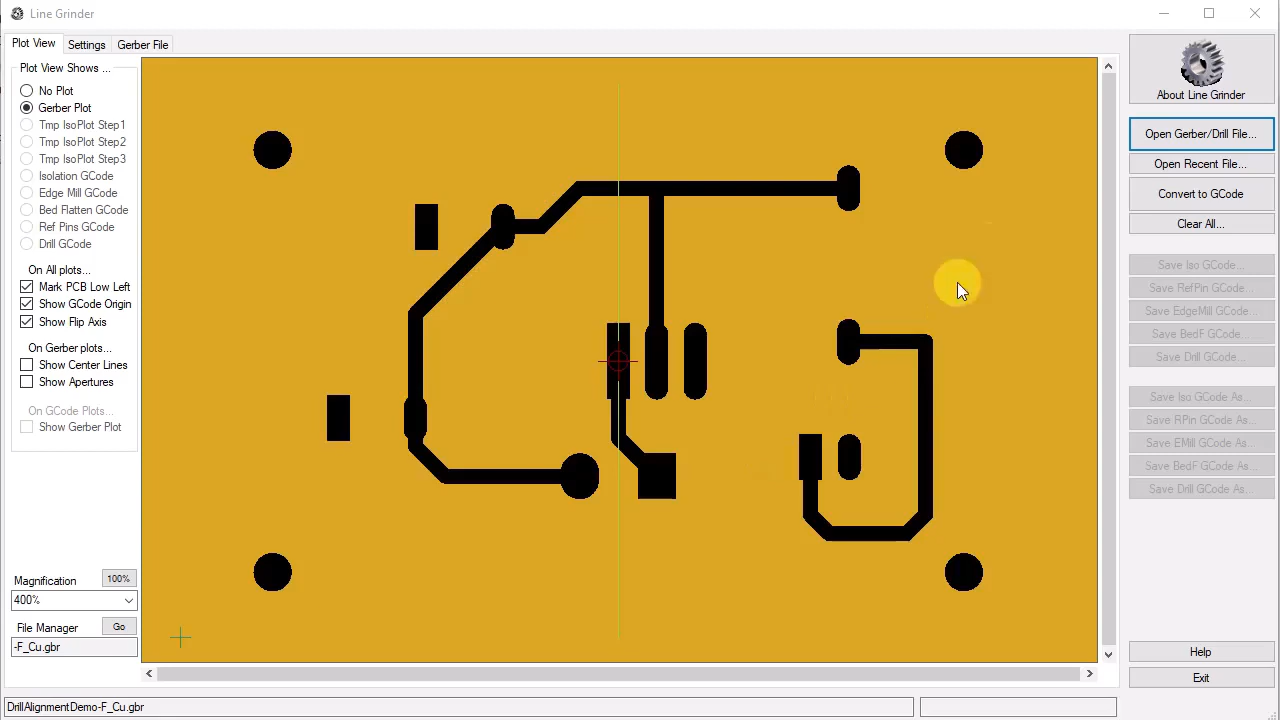 Line Grinder
Plot View
Settings
Gerber File
Plot View Shows ...
No Plot
Gerber Plot
Tmp IsoPlot Step1
Tmp IsoPlot Step2
Tmp IsoPlot Step3
Isolation GCode
Edge Mill GCode
Bed Flatten GCode
Ref Pins GCode
Drill GCode
On All plots...
Mark PCB Low Left
Show GCode Origin
Show Flip Axis
On Gerber plots...
Show Center Lines
Show Apertures
On GCode Plots...
Show Gerber Plot
Magnification
100%
400%
File Manager
Go
-F_Cu.gbr
About Line Grinder
Open Gerber/Drill File...
Open Recent File...
Convert to GCode
Clear All...
Save Iso GCode...
Save RefPin GCode...
Save EdgeMill GCode...
Save BedF GCode...
Save Drill GCode...
Save Iso GCode As...
Save RPin GCode As...
Save EMill GCode As...
Save BedF GCode As...
Save Drill GCode As...
Help
Exit
DrillAlignmentDemo-F_Cu.gbr